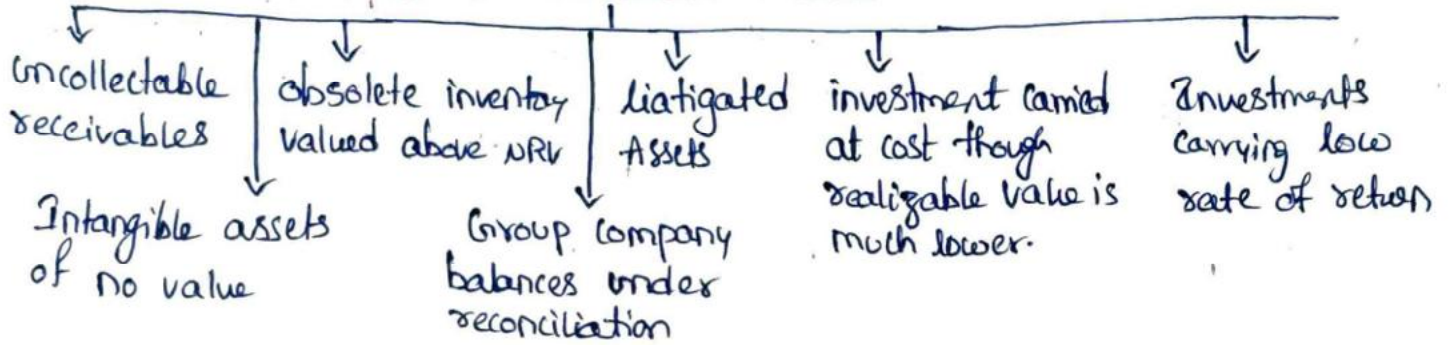 uncollectable
receivables
Intangible assets
of no value
obsolete inventory
valued above NRV
Group company
balances under
reconciliation
liatigated
Assets
investment carried
at cost though
realizable value is
much lower.
Investments
carrying low
rate of return